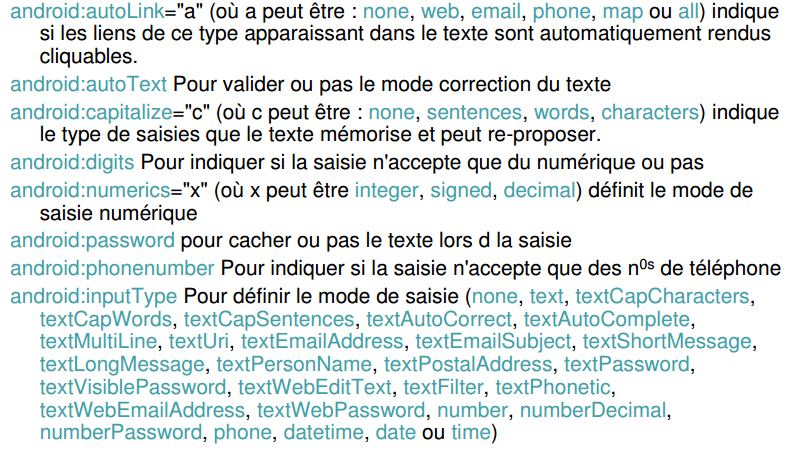 android:autoLink="a" (où a peut être : none, web, email, phone, map ou all) indique
si les liens de ce type apparaissant dans le texte sont automatiquement rendus
cliquables.
android:autoText Pour valider ou pas le mode correction du texte
android:capitalize="c" (où c peut être : none, sentences, words, characters) indique
le type de saisies que le texte mémorise et peut re-proposer.
android:digits Pour indiquer si la saisie n'accepte que du numérique ou pas
android:numerics="x" (où x peut être integer, signed, decimal) définit le mode de
saisie numérique
android:password pour cacher ou pas le texte lors d la saisie
android:phonenumber Pour indiquer si la saisie n'accepte que des n0s de téléphone
android:inputType Pour définir le mode de saisie (none, text, textCapCharacters,
textCapWords, textCapSentences, textAutoCorrect, textAutoComplete,
textMultiLine, textUri, textEmailAddress, textEmailSubject, textShortMessage,
textLongMessage, textPersonName, textPostalAddress, textPassword,
textVisiblePassword, textWebEditText, textFilter, textPhonetic,
textWebEmailAddress, textWebPassword, number, numberDecimal,
numberPassword, phone, datetime, date ou time)